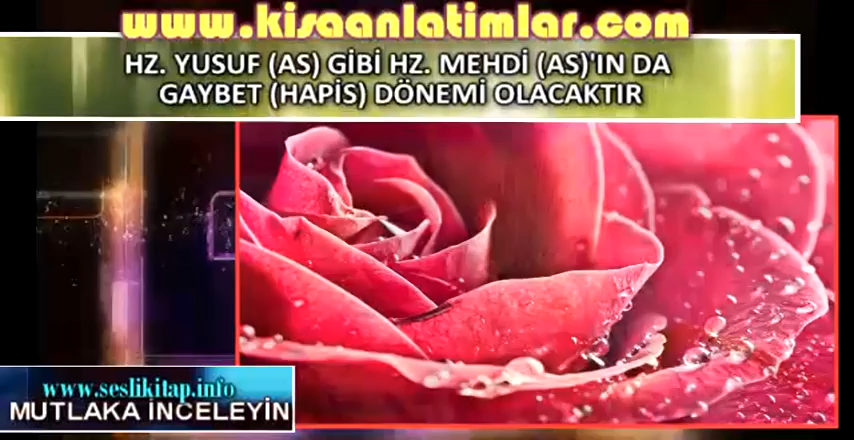 www.kisaanlatimlar.com
HZ. YUSUF (AS) GİBİ HZ. MEHDİ (AS)'IN DA
GAYBET (HAPİS) DÖNEMİ OLACAKTIR
www.seslikitap.info
MUTLAKA İNCELEYİN